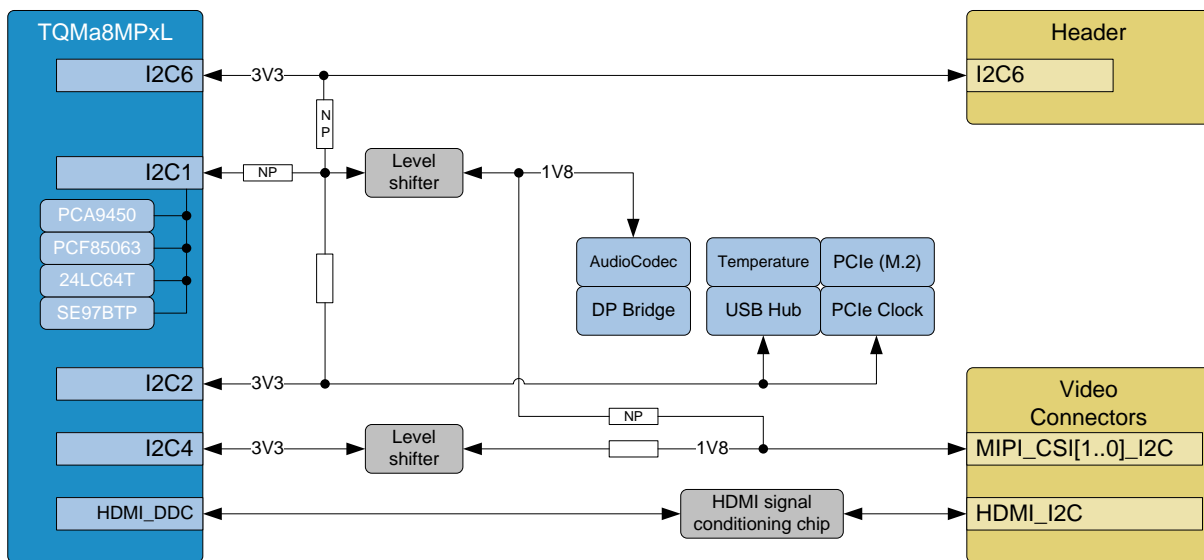 TQMa8MPxL
Header
I2C6
3V3
I2C6
NP
I2C1
NP
Level
shifter
1V8
PCA9450
PCF85063
24LC64T
SE97BTP
AudioCodec
Temperature
PCIe (M.2)
DP Bridge
USB Hub
PCIe Clock
I2C2
3V3
Video
Connectors
NP
I2C4
3V3
Level
shifter
1V8
MIPI_CSI[1..0]_I2C
HDMI_DDC
HDMI signal
conditioning chip
HDMI_I2C